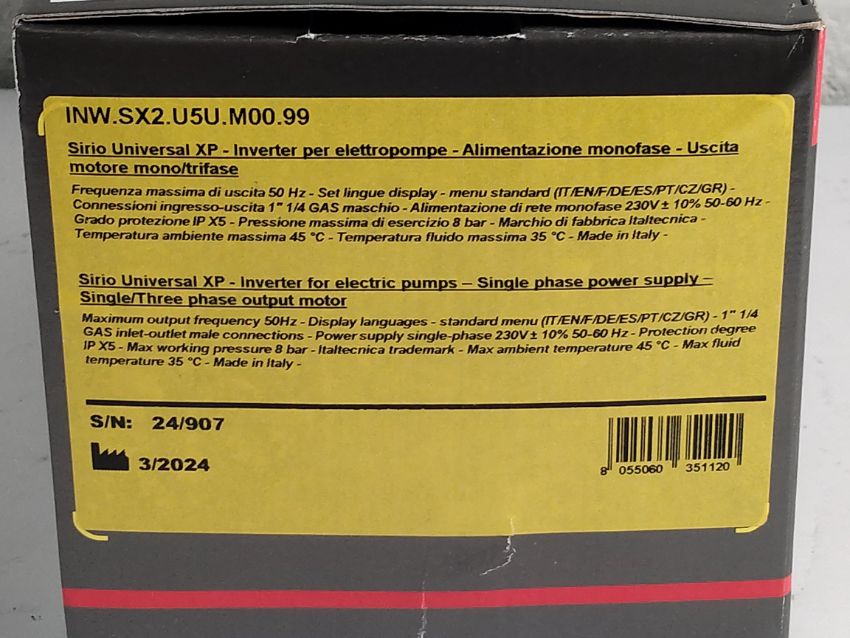 INW.SX2.U5U.M00.99
Sirio Universal XP - Inverter per elettropompe - Alimentazione monofase - Uscita
motore mono/trifase
Frequenza massima di uscita 50 Hz - Set lingue display - menu standard (IT/EN/F/DE/ES/PT/CZ/GR) -
Connessioni ingresso-uscita 1" 1/4 GAS maschio - Alimentazione di rete monofase 230V ± 10% 50-60 Hz -
Grado protezione IP X5 - Pressione massima di esercizio 8 bar - Marchio di fabbrica Italtecnica -
Temperatura ambiente massima 45 °C - Temperatura fluido massima 35 °C - Made in Italy -
Sirio Universal XP - Inverter for electric pumps – Single phase power supply –
Single/Three phase output motor
Maximum output frequency 50Hz - Display languages - standard menu (IT/EN/F/DE/ES/PT/CZ/GR) - 1" 1/4
GAS inlet-outlet male connections - Power supply single-phase 230V ± 10% 50-60 Hz - Protection degree
IP X5 - Max working pressure 8 bar - Italtecnica trademark - Max ambient temperature 45 °C - Max fluid
temperature 35 °C - Made in Italy -
S/N: 24/907
3/2024
8 055060 351120